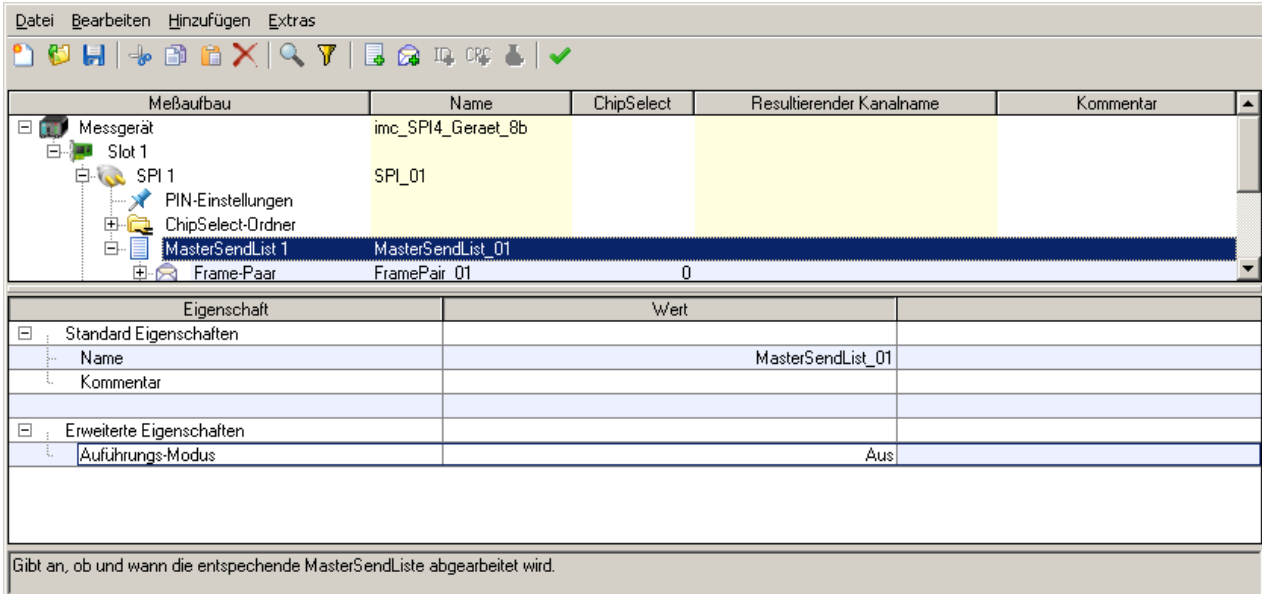 Datei Bearbeiten Hinzufügen Extras
Meßaufbau Name ChipSelect Resultierender Kanalname Kommentar
Messgerät imc_SPI4_Geraet_8b
Slot 1
SPI 1 SPI_01
PIN-Einstellungen
ChipSelect-Ordner
MasterSendList 1 MasterSendList_01
Frame-Paar FramePair_01 0
Eigenschaft Wert
Standard Eigenschaften
Name MasterSendList_01
Kommentar
Erweiterte Eigenschaften
Auführungs-Modus Aus
Gibt an, ob und wann die entspechende MasterSendListe abgearbeitet wird.